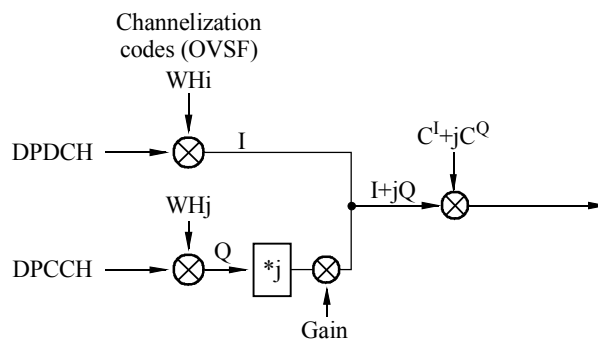 Channelization
codes (OVSF)
WHi
DPDCH
I
C^I+jC^Q
WHj
I+jQ
DPCCH
Q
*j
Gain